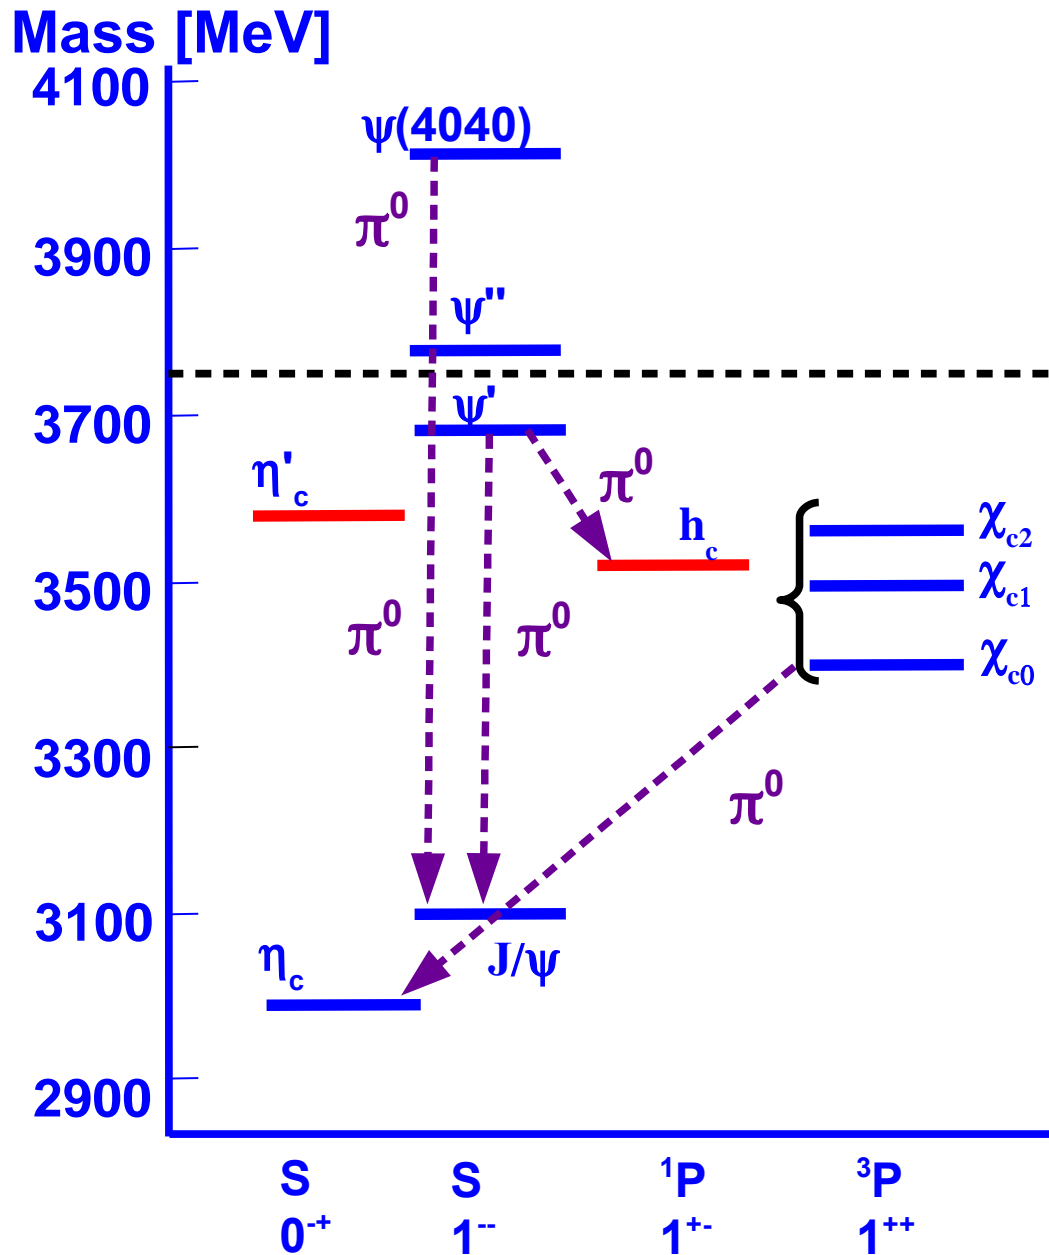 Mass [MeV]
4100
ψ(4040)
π⁰
3900
ψ''
ψ'
3700
η'c
π⁰
hc
χc2
3500
χc1
π⁰
π⁰
χc0
3300
π⁰
3100
ηc
J/ψ
2900
S S ¹P ³P
0⁻⁺ 1⁻⁻ 1⁺⁻ 1⁺⁺